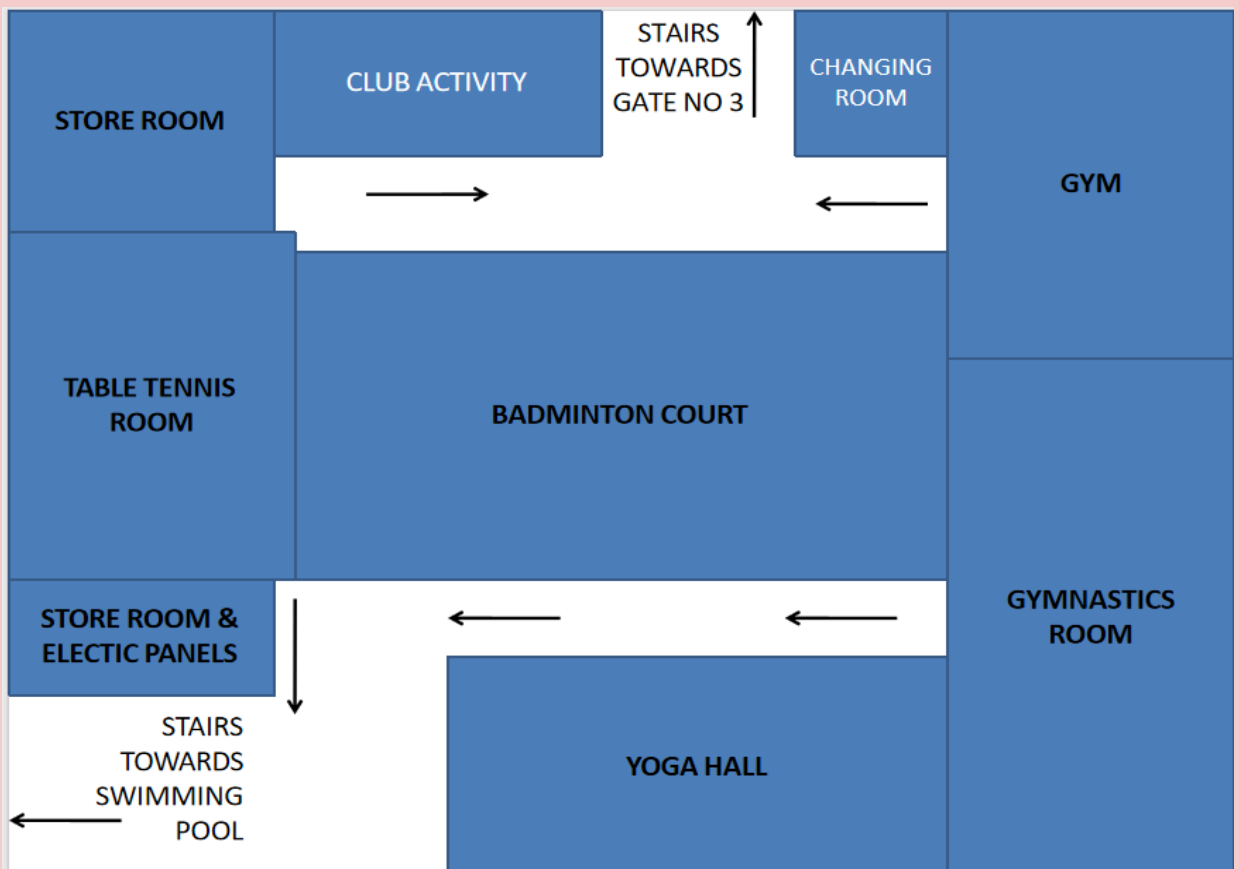 STORE ROOM
CLUB ACTIVITY
STAIRS
TOWARDS
GATE NO 3
CHANGING
ROOM
GYM
TABLE TENNIS
ROOM
BADMINTON COURT
STORE ROOM &
ELECTIC PANELS
GYMNASTICS
ROOM
STAIRS
TOWARDS
SWIMMING
POOL
YOGA HALL